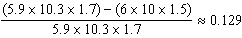 (5.9 x 10.3 x 1.7) – (6 x 10 x 1.5)
5.9 x 10.3 x 1.7
≈ 0.129